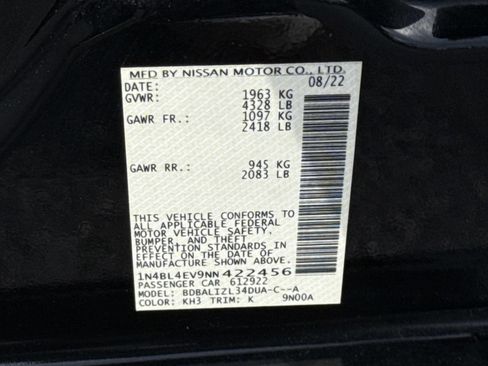 MFD BY NISSAN MOTOR CO., LTD.
DATE: 08/22
GVWR: 1963 KG
4328 LB
GAWR FR.: 1097 KG
2418 LB
GAWR RR.: 945 KG
2083 LB
THIS VEHICLE CONFORMS TO
ALL APPLICABLE FEDERAL
MOTOR VEHICLE SAFETY,
BUMPER, AND THEFT
PREVENTION STANDARDS IN
EFFECT ON THE DATE OF
MANUFACTURE SHOWN ABOVE.
1N4BL4EV9NN422456
PASSENGER CAR 612922
MODEL: BDBALIZL34DUA-C--A
COLOR: KH3 TRIM: K 9N00A